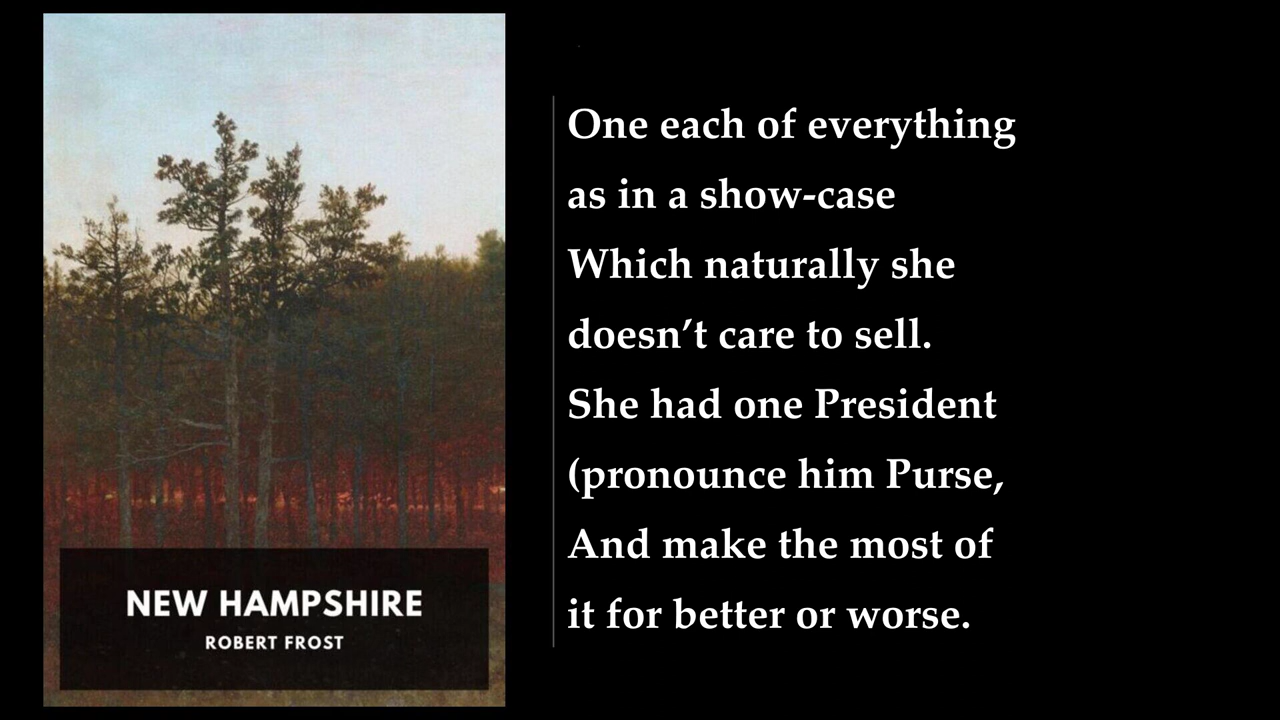 NEW HAMPSHIRE
ROBERT FROST
One each of everything
as in a show-case
Which naturally she
doesn’t care to sell.
She had one President
(pronounce him Purse,
And make the most of
it for better or worse.